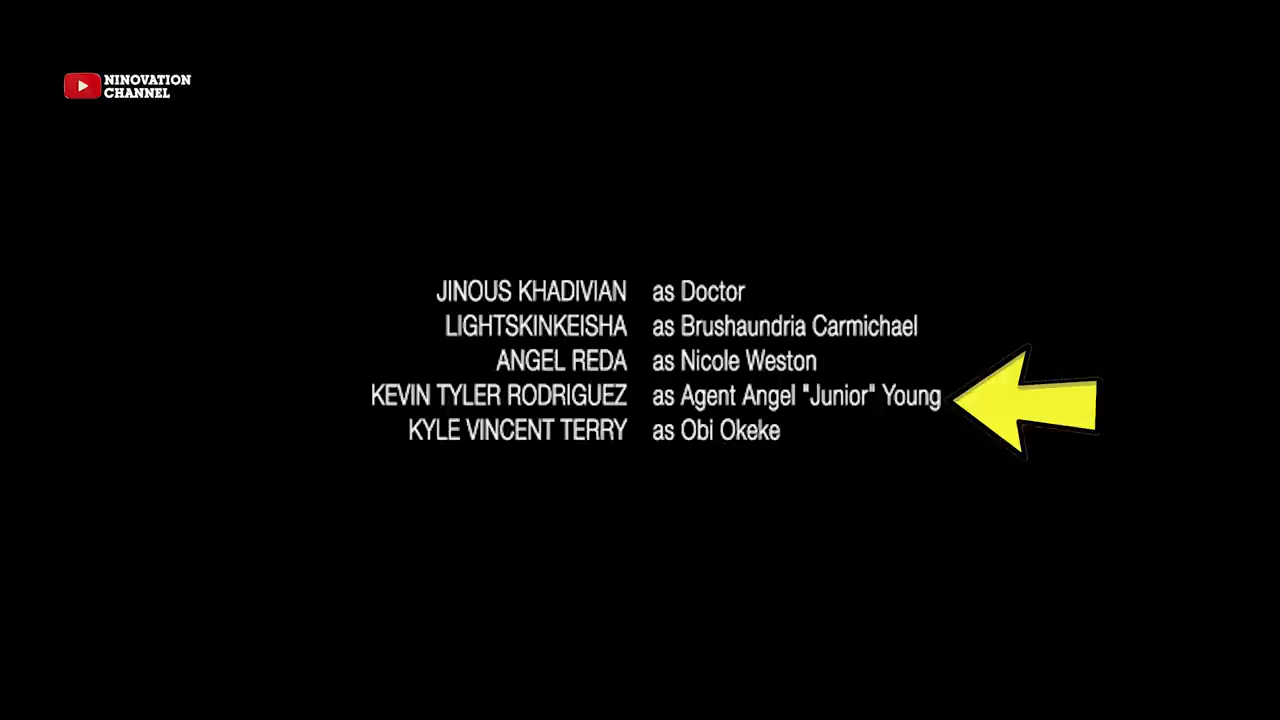 NINOVATION
CHANNEL
JINOUS KHADIVIAN as Doctor
LIGHTSKINKEISHA as Brushaundria Carmichael
ANGEL REDA as Nicole Weston
KEVIN TYLER RODRIGUEZ as Agent Angel "Junior" Young
KYLE VINCENT TERRY as Obi Okeke